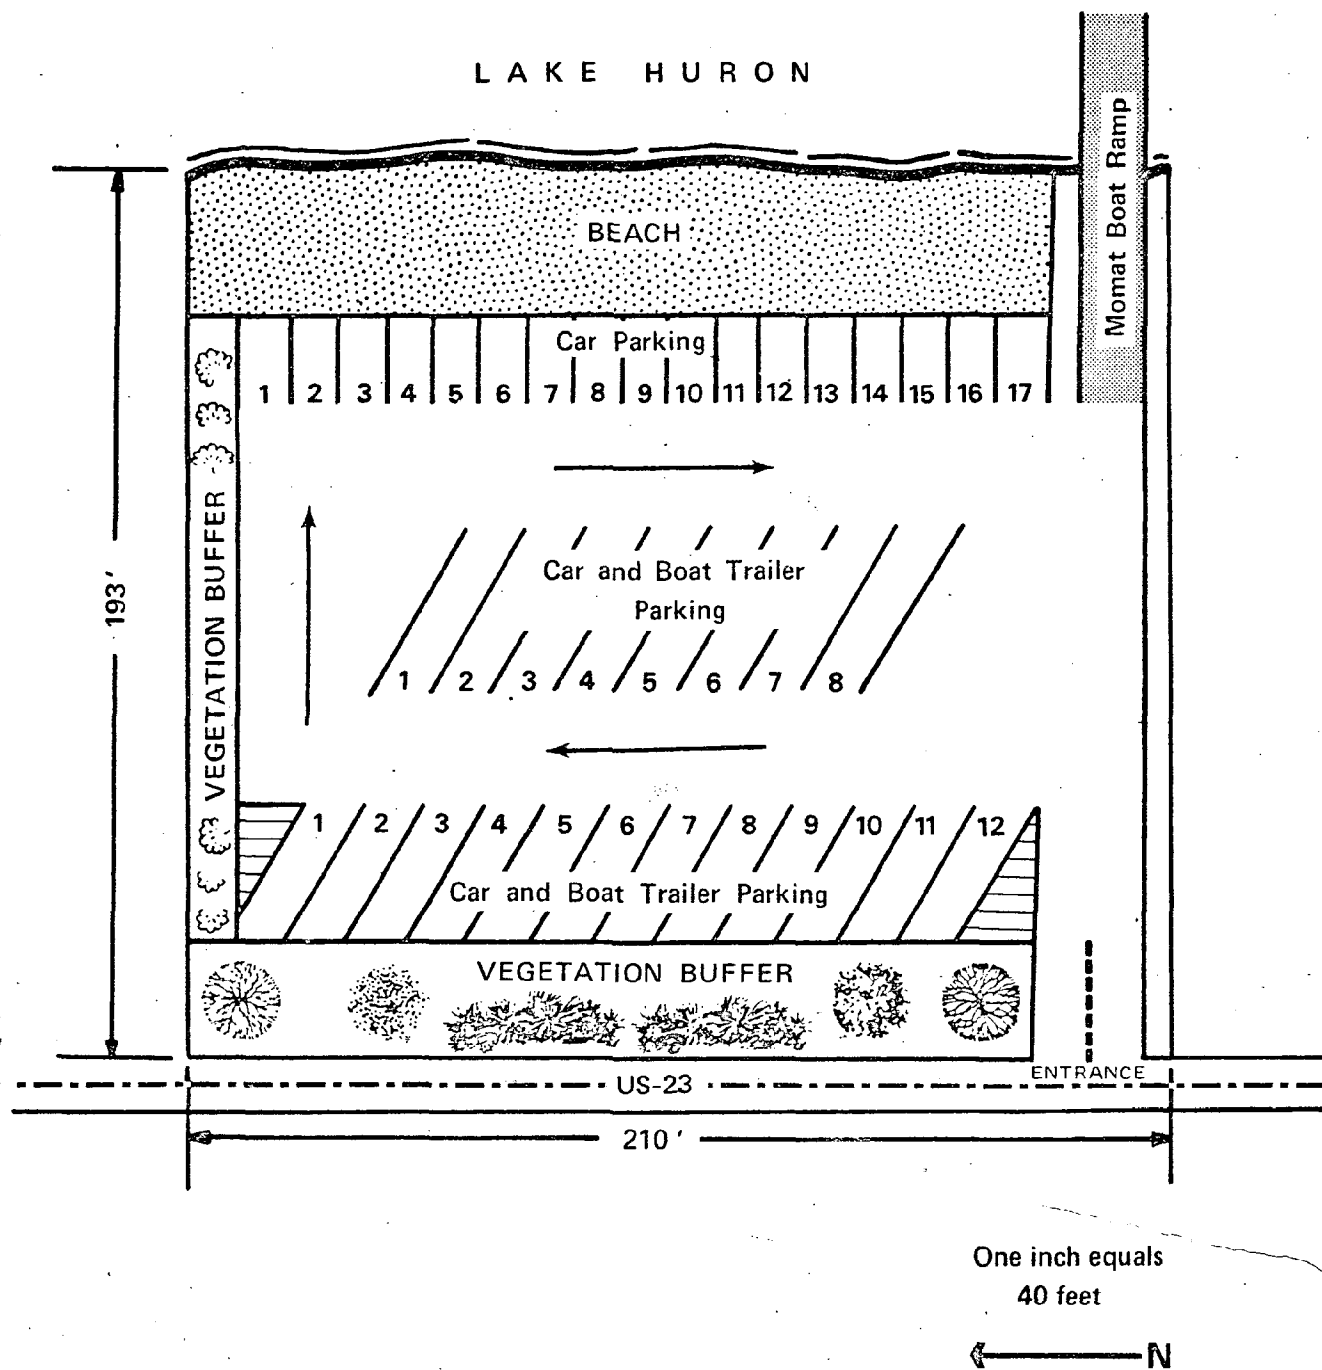 LAKE HURON
Momat Boat Ramp
BEACH
Car Parking
1 2 3 4 5 6 7 8 9 10 11 12 13 14 15 16 17
VEGETATION BUFFER
193'
Car and Boat Trailer
Parking
1 2 3 4 5 6 7 8
1 2 3 4 5 6 7 8 9 10 11 12
Car and Boat Trailer Parking
VEGETATION BUFFER
ENTRANCE
US-23
210'
One inch equals
40 feet
N